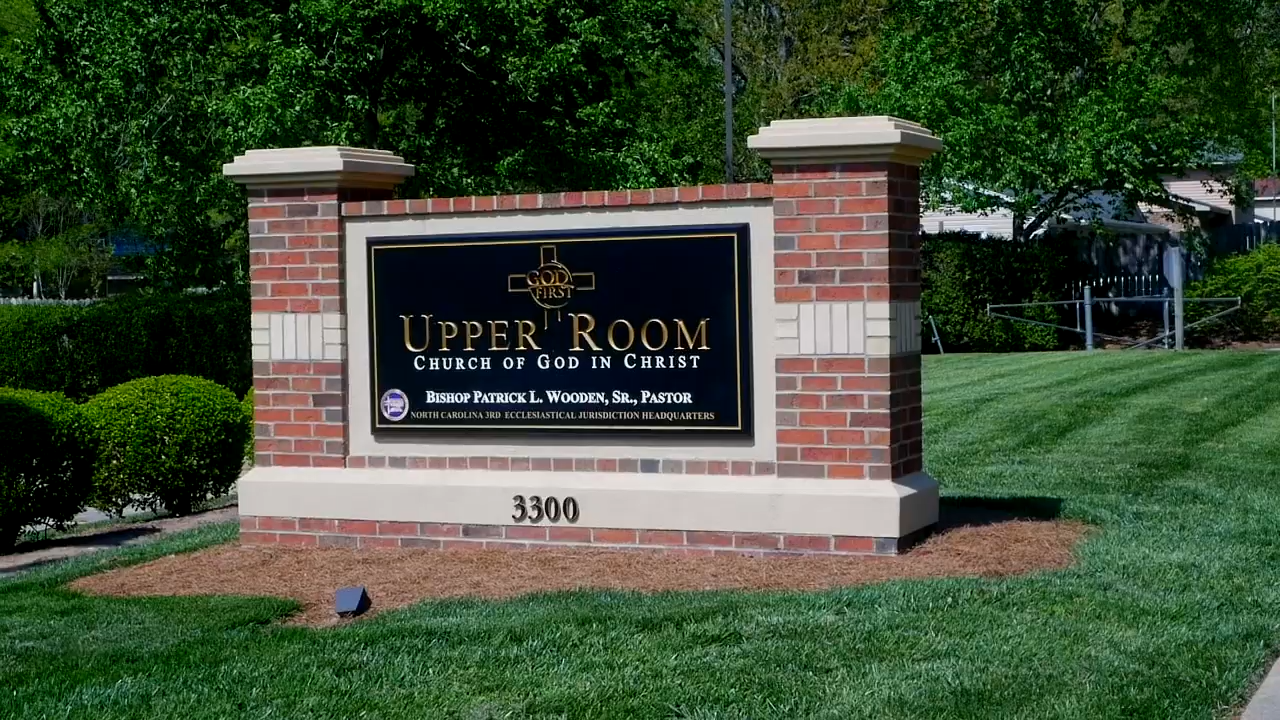 GOD
FIRST
UPPER ROOM
CHURCH OF GOD IN CHRIST
BISHOP PATRICK L. WOODEN, SR., PASTOR
NORTH CAROLINA 3RD ECCLESIASTICAL JURISDICTION HEADQUARTERS
3300